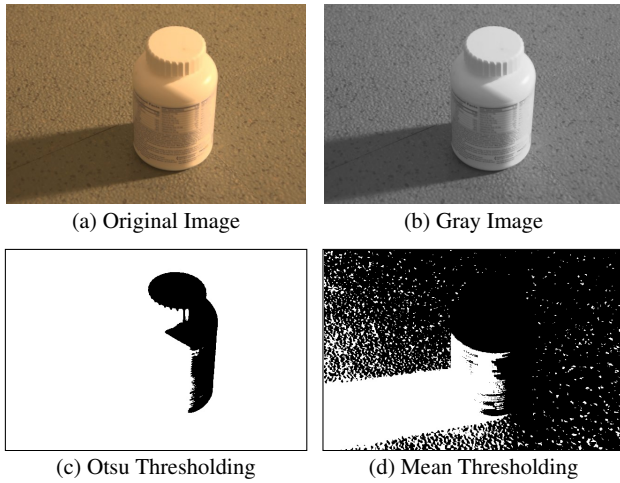 (a) Original Image
(b) Gray Image
(c) Otsu Thresholding
(d) Mean Thresholding